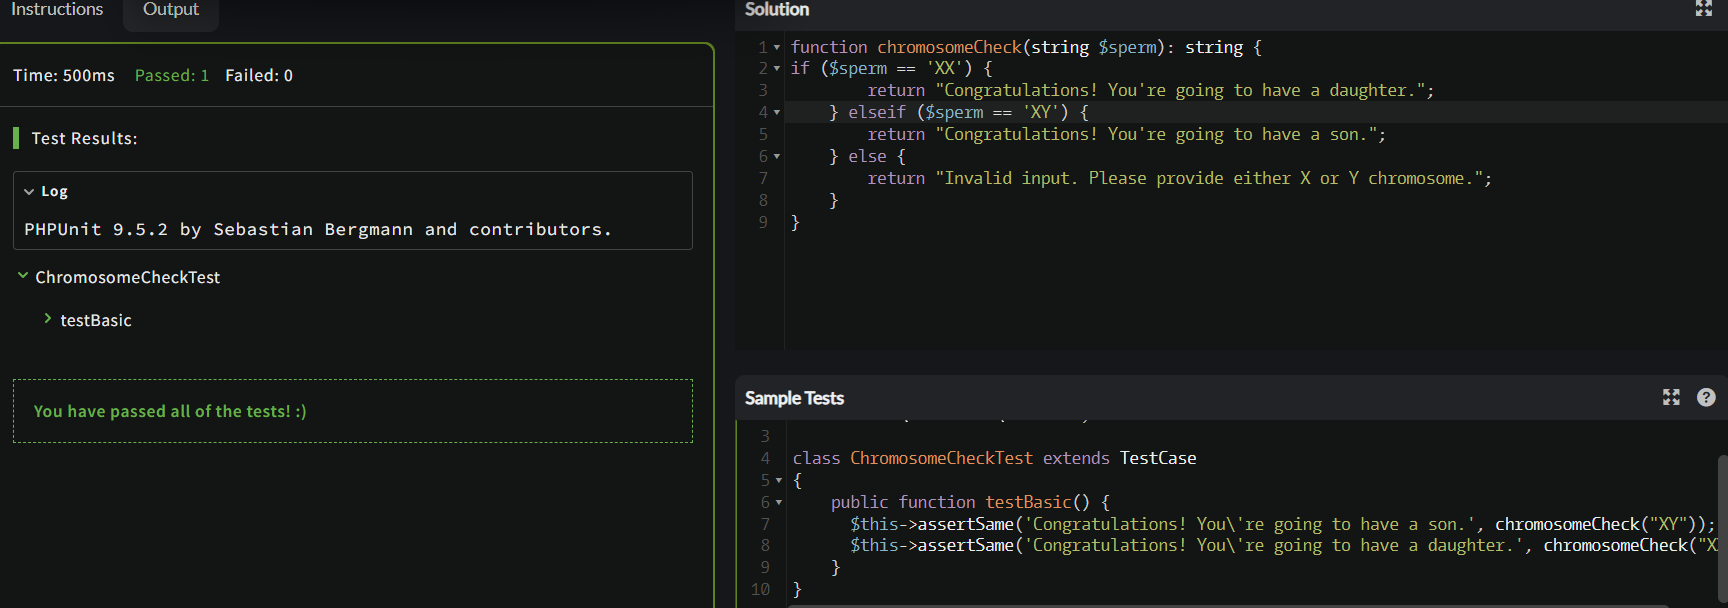 Instructions
Output
Time: 500ms Passed: 1 Failed: 0
Test Results:
Log
PHPUnit 9.5.2 by Sebastian Bergmann and contributors.
ChromosomeCheckTest
testBasic
You have passed all of the tests! :)
Solution
1 function chromosomeCheck(string $sperm): string {
2 if ($sperm == 'XX') {
3 return "Congratulations! You're going to have a daughter.";
4 } elseif ($sperm == 'XY') {
5 return "Congratulations! You're going to have a son.";
6 } else {
7 return "Invalid input. Please provide either X or Y chromosome.";
8 }
9 }
Sample Tests
?
3
4 class ChromosomeCheckTest extends TestCase
5 {
6 public function testBasic() {
7 $this->assertSame('Congratulations! You\'re going to have a son.', chromosomeCheck("XY"));
8 $this->assertSame('Congratulations! You\'re going to have a daughter.', chromosomeCheck("X
9 }
10 }